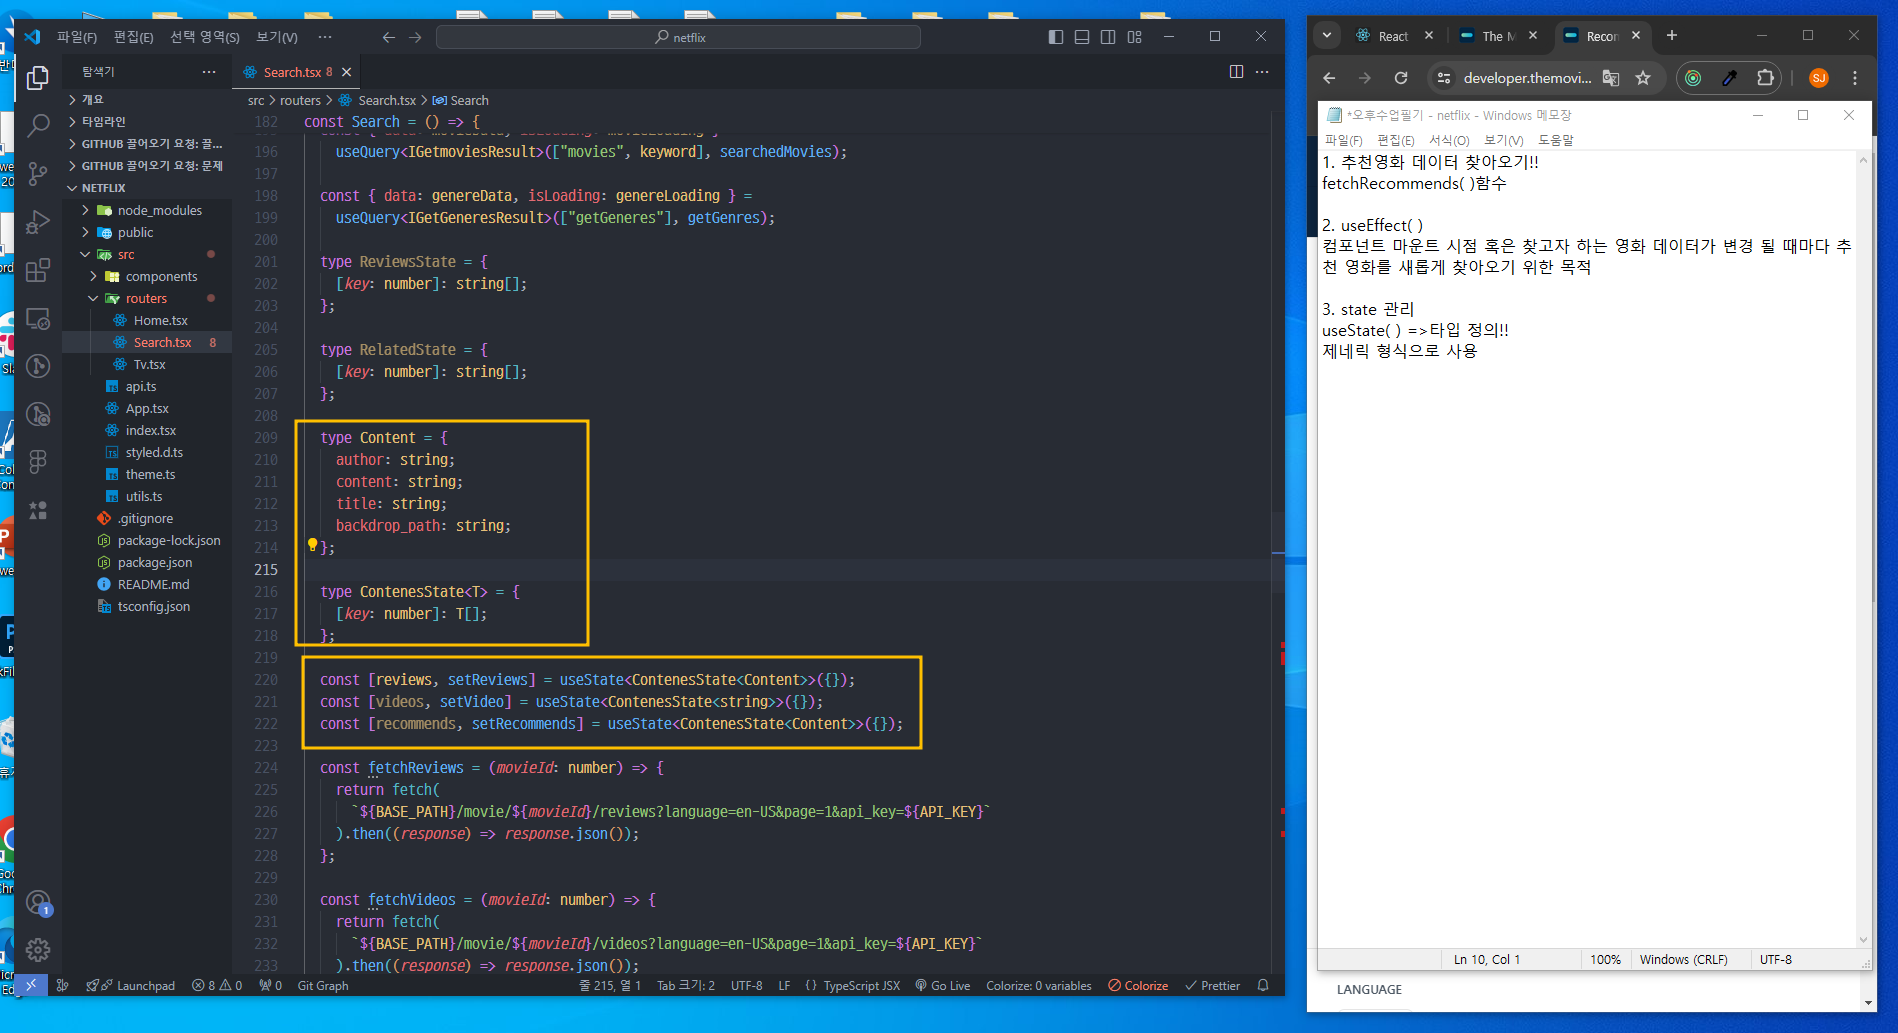 파일(F) 편집(E) 선택 영역(S) 보기(V) ··· netflix
탐색기 ···
개요
타임라인
GITHUB 끌어오기 요청: 끌...
GITHUB 끌어오기 요청: 문제
NETFLIX
node_modules
public
src
components
routers
Home.tsx
Search.tsx 8
Tv.tsx
api.ts
App.tsx
index.tsx
styled.d.ts
theme.ts
utils.ts
.gitignore
package-lock.json
package.json
README.md
tsconfig.json
Search.tsx 8
src > routers > Search.tsx > Search
182 const Search = () => {
196 useQuery<IGetmoviesResult>(["movies", keyword], searchedMovies);
197
198 const { data: genereData, isLoading: genereLoading } =
199 useQuery<IGetGeneresResult>(["getGeneres"], getGenres);
200
201 type ReviewsState = {
202 [key: number]: string[];
203 };
204
205 type RelatedState = {
206 [key: number]: string[];
207 };
208
209 type Content = {
210 author: string;
211 content: string;
212 title: string;
213 backdrop_path: string;
214 };
215
216 type ContenesState<T> = {
217 [key: number]: T[];
218 };
219
220 const [reviews, setReviews] = useState<ContenesState<Content>>({});
221 const [videos, setVideo] = useState<ContenesState<string>>({});
222 const [recommends, setRecommends] = useState<ContenesState<Content>>({});
223
224 const fetchReviews = (movieId: number) => {
225 return fetch(
226 `${BASE_PATH}/movie/${movieId}/reviews?language=en-US&page=1&api_key=${API_KEY}`
227 ).then((response) => response.json());
228 };
229
230 const fetchVideos = (movieId: number) => {
231 return fetch(
232 `${BASE_PATH}/movie/${movieId}/videos?language=en-US&page=1&api_key=${API_KEY}`
233 ).then((response) => response.json());
1
Launchpad 8 0 0 Git Graph 줄 215, 열 1 Tab 크기: 2 UTF-8 LF {} TypeScript JSX Go Live Colorize: 0 variables Colorize Prettier
React The M Recor
developer.themovi... SJ
*오후수업필기 - netflix - Windows 메모장
파일(F) 편집(E) 서식(O) 보기(V) 도움말
1. 추천영화 데이터 찾아오기!!
fetchRecommends( )함수
2. useEffect( )
컴포넌트 마운트 시점 혹은 찾고자 하는 영화 데이터가 변경 될 때마다 추
천 영화를 새롭게 찾아오기 위한 목적
3. state 관리
useState( ) =>타입 정의!!
제네릭 형식으로 사용
Ln 10, Col 1 100% Windows (CRLF) UTF-8
LANGUAGE